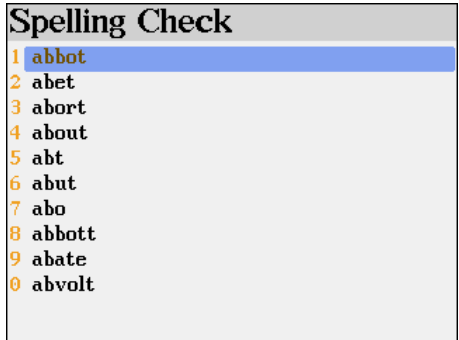 Spelling Check
1 abbot
2 abet
3 abort
4 about
5 abt
6 abut
7 abo
8 abbott
9 abate
0 abvolt